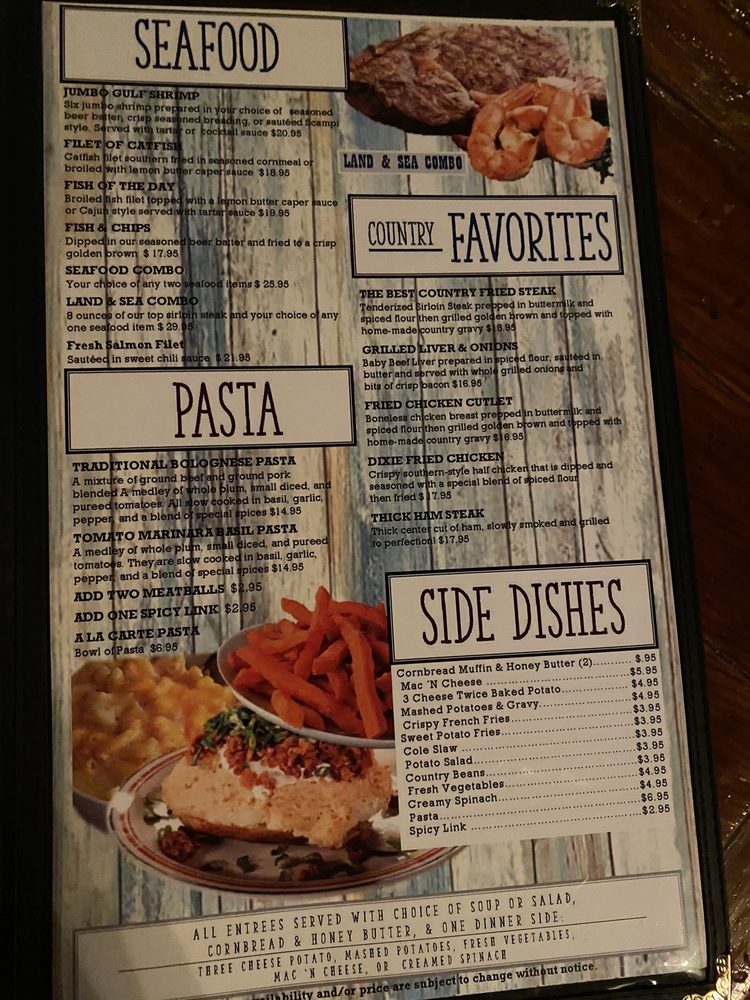 SEAFOOD
JUMBO GULF SHRIMP
Six jumbo shrimp prepared in your choice of seasoned
beer batter, crisp seasoned breading, or sautéed Scampi
style. Served with tartar or cocktail sauce $20.95
FILET OF CATFISH
Catfish filet southern fried in seasoned cornmeal or
broiled with lemon butter caper sauce $18.95
FISH OF THE DAY
Broiled fish filet topped with a lemon butter caper sauce
or Cajun style served with tartar sauce $19.95
FISH & CHIPS
Dipped in our seasoned beer batter and fried to a crisp
golden brown $ 17.95
SEAFOOD COMBO
Your choice of any two seafood items $ 25.95
LAND & SEA COMBO
8 ounces of our top sirloin steak and your choice of any
one seafood item $ 29.95
Fresh Salmon Filet
Sautéed in sweet chili sauce $ 21.95
PASTA
TRADITIONAL BOLOGNESE PASTA
A mixture of ground beef and ground pork
blended A medley of whole plum, small diced, and
pureed tomatoes. All slow cooked in basil, garlic,
pepper, and a blend of special spices $14.95
TOMATO MARINARA BASIL PASTA
A medley of whole plum, small diced, and pureed
tomatoes. They are slow cooked in basil, garlic,
pepper, and a blend of special spices $14.95
ADD TWO MEATBALLS $2.95
ADD ONE SPICY LINK $2.95
A LA CARTE PASTA
Bowl of Pasta $6.95
LAND & SEA COMBO
COUNTRY FAVORITES
THE BEST COUNTRY FRIED STEAK
Tenderized Sirloin Steak prepped in buttermilk and
spiced flour then grilled golden brown and topped with
home-made country gravy $18.95
GRILLED LIVER & ONIONS
Baby Beef Liver prepared in spiced flour, sautéed in
butter and served with whole grilled onions and
bits of crisp bacon $16.95
FRIED CHICKEN CUTLET
Boneless chicken breast prepped in buttermilk and
spiced flour then grilled golden brown and topped with
home-made country gravy $16.95
DIXIE FRIED CHICKEN
Crispy southern-style half chicken that is dipped and
seasoned with a special blend of spiced flour
then fried $ 17.95
THICK HAM STEAK
Thick center cut of ham, slowly smoked and grilled
to perfection! $17.95
SIDE DISHES
Cornbread Muffin & Honey Butter (2)........... $.95
Mac 'N Cheese ................................. $5.95
3 Cheese Twice Baked Potato............... $4.95
Mashed Potatoes & Gravy..................... $4.95
Crispy French Fries............................ $3.95
Sweet Potato Fries............................. $3.95
Cole Slaw ...................................... $3.95
Potato Salad.................................... $3.95
Country Beans.................................. $3.95
Fresh Vegetables............................... $4.95
Creamy Spinach................................ $4.95
Pasta............................................. $6.95
Spicy Link ...................................... $2.95
ALL ENTREES SERVED WITH CHOICE OF SOUP OR SALAD,
CORNBREAD & HONEY BUTTER, & ONE DINNER SIDE:
THREE CHEESE POTATO, MASHED POTATOES, FRESH VEGETABLES,
MAC 'N CHEESE, OR CREAMED SPINACH
availability and/or price are subject to change without notice.